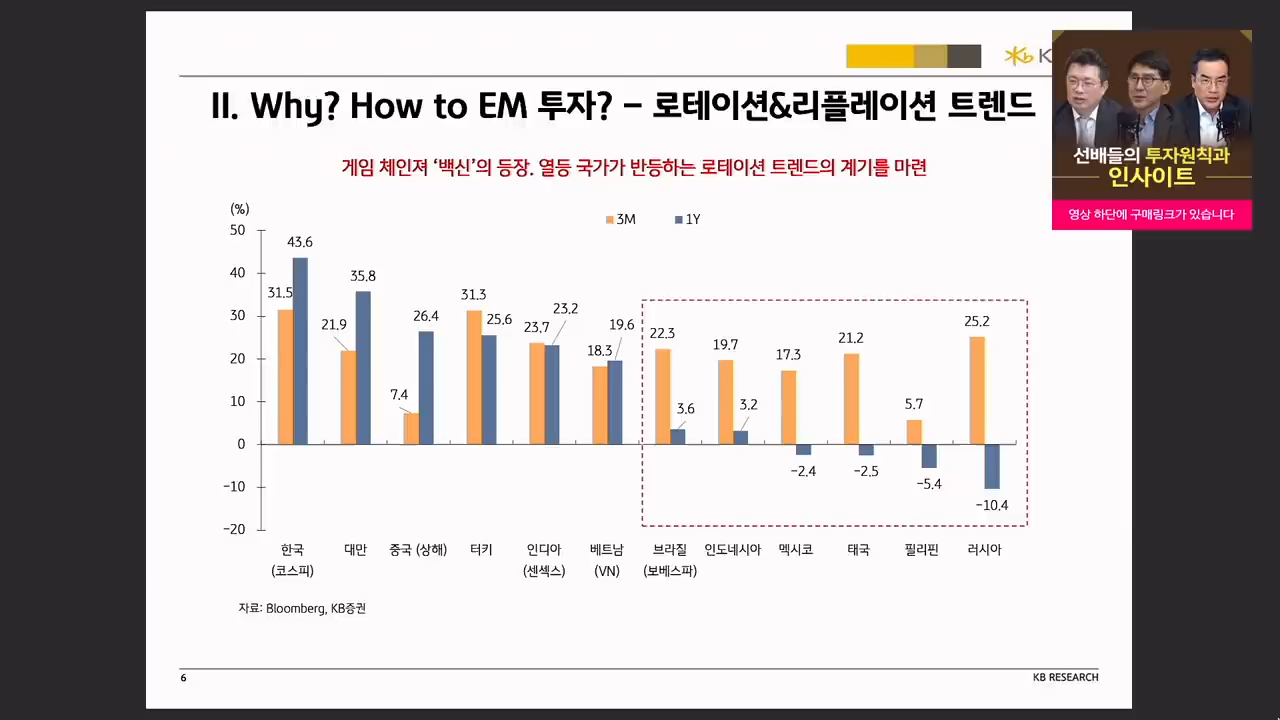 KB
II. Why? How to EM 투자? – 로테이션&리플레이션 트렌드
게임 체인져 ‘백신’의 등장. 열등 국가가 반등하는 로테이션 트렌드의 계기를 마련
선배들의 투자원칙과
인사이트
영상 하단에 구매링크가 있습니다
(%)
3M 1Y
50
40
30
20
10
0
-10
-20
31.5 43.6
21.9 35.8
7.4 26.4
31.3 25.6
23.7 23.2
18.3 19.6
22.3 3.6
19.7 3.2
17.3 -2.4
21.2 -2.5
5.7 -5.4
25.2 -10.4
한국 대만 중국 (상해) 터키 인디아 베트남 브라질 인도네시아 멕시코 태국 필리핀 러시아
(코스피) (센섹스) (VN) (보베스파)
자료: Bloomberg, KB증권
6 KB RESEARCH